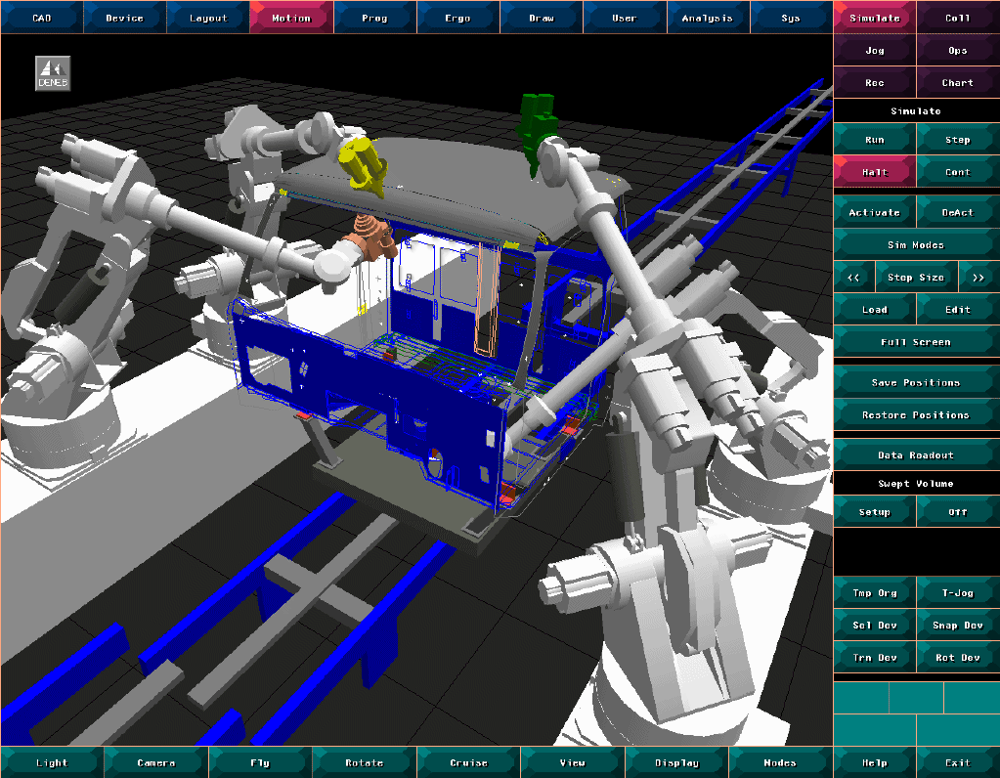 CAD Device Layout Motion Prog Ergo Draw User Analysis Sys
DENEB
Simulate Coll
Jog Ops
Rec Chart
Simulate
Run Step
Halt Cont
Activate DeAct
Sim Modes
<< Step Size >>
Load Edit
Full Screen
Save Positions
Restore Positions
Data Readout
Swept Volume
Setup Off
Tmp Org T-Jog
Sel Dev Snap Dev
Trn Dev Rot Dev
Light Camera Fly Rotate Cruise View Display Nodes Help Exit